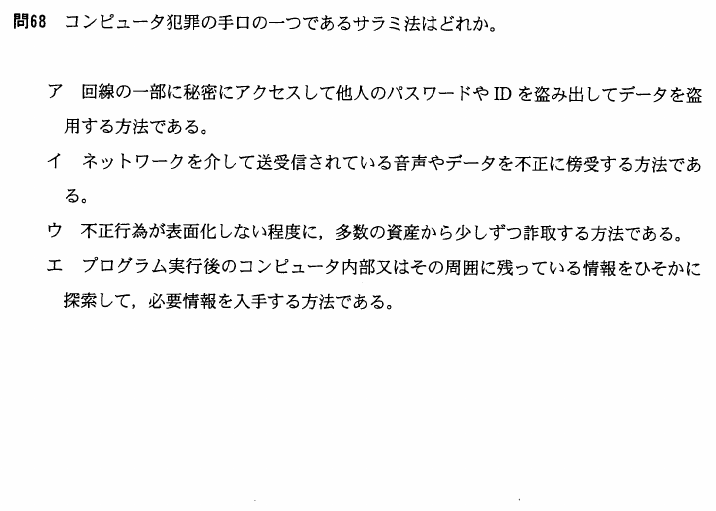 問68 コンピュータ犯罪の手口の一つであるサラミ法はどれか。
ア 回線の一部に秘密にアクセスして他人のパスワードや ID を盗み出してデータを盗
用する方法である。
イ ネットワークを介して送受信されている音声やデータを不正に傍受する方法であ
る。
ウ 不正行為が表面化しない程度に，多数の資産から少しずつ詐取する方法である。
エ プログラム実行後のコンピュータ内部又はその周囲に残っている情報をひそかに
探索して，必要情報を入手する方法である。